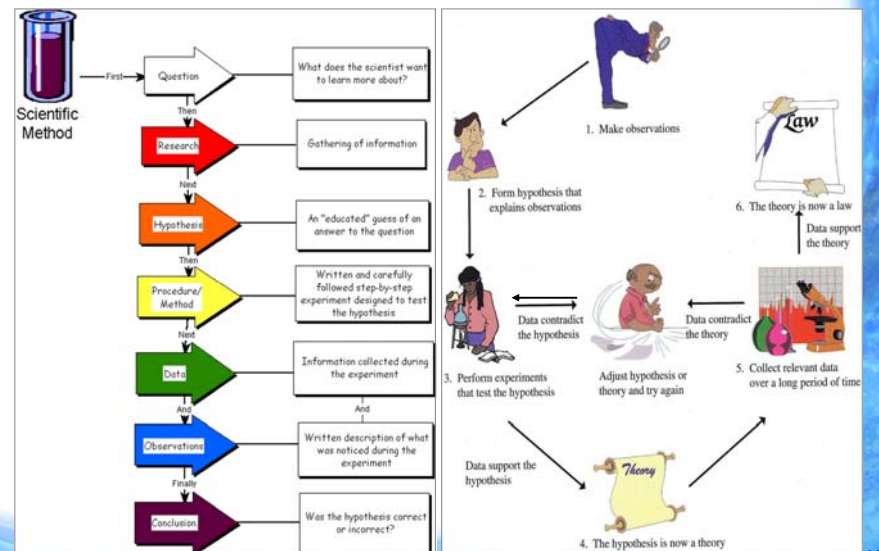 Scientific
Method
First
Question
What does the scientist want
to learn more about?
Then
Research
Gathering of information
Next
Hypothesis
An "educated" guess of an
answer to the question
Then
Procedure/
Method
Written and carefully
followed step-by-step
experiment designed to test
the hypothesis
Next
Data
Information collected during
the experiment
And
And
Observations
Written description of what
was noticed during the
experiment
Finally
Conclusion.
Was the hypothesis correct
or incorrect?
1. Make observations
2. Form hypothesis that
explains observations
3. Perform experiments
that test the hypothesis
Data contradict
the hypothesis
Adjust hypothesis or
theory and try again
Data contradict
the theory
Data support the
hypothesis
Theory
4. The hypothesis is now a theory
5. Collect relevant data
over a long period of time
Data support
the theory
Law
6. The theory is now a law